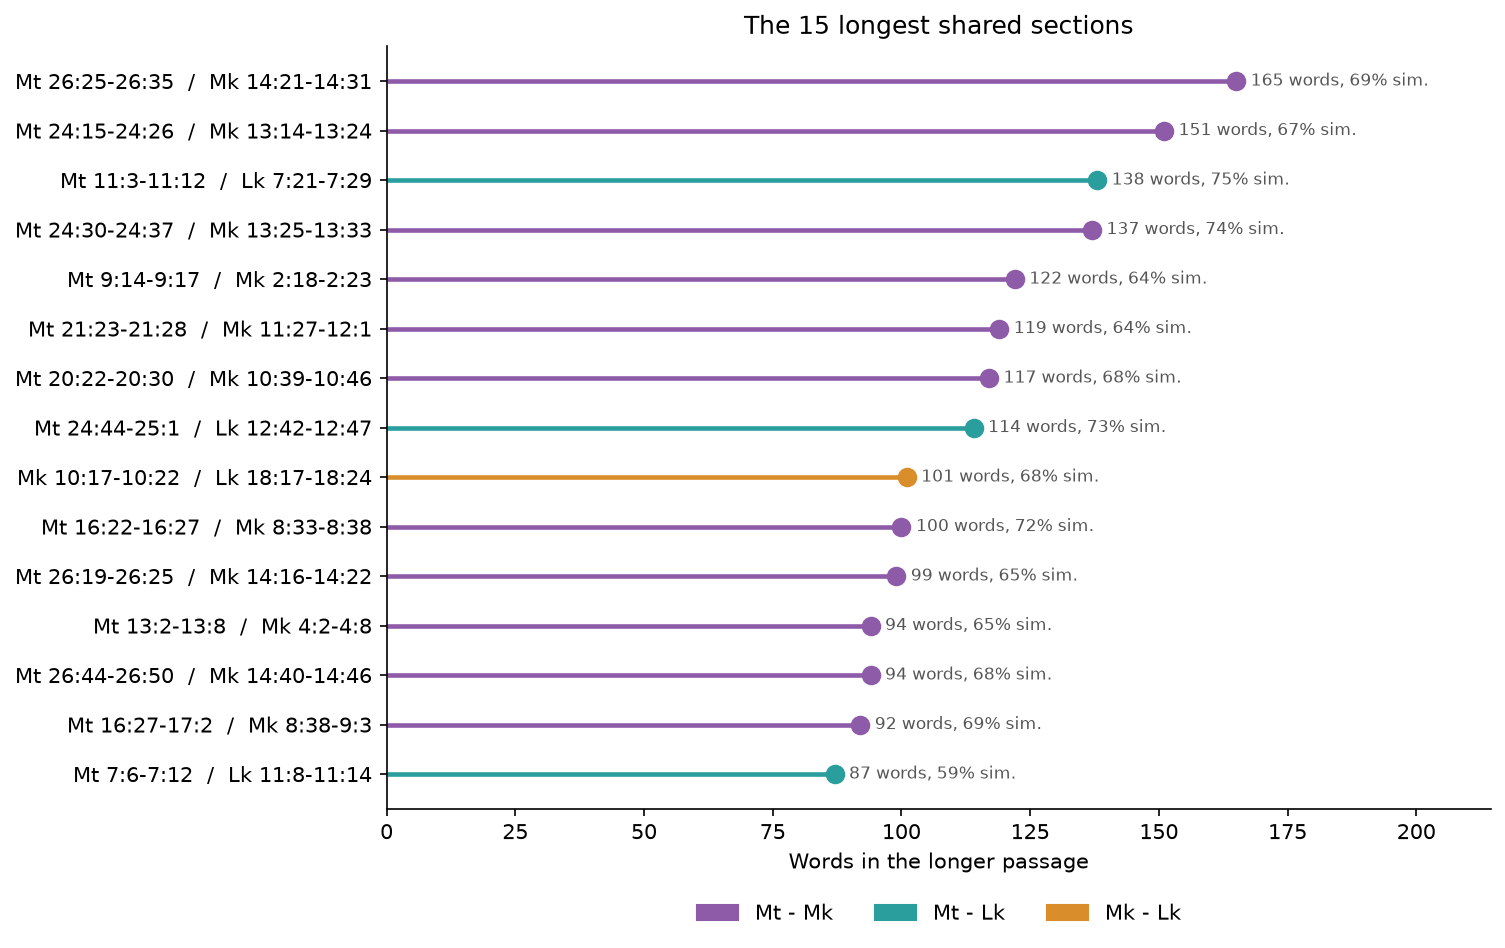 The 15 longest shared sections
Mt 26:25-26:35 / Mk 14:21-14:31 165 words, 69% sim.
Mt 24:15-24:26 / Mk 13:14-13:24 151 words, 67% sim.
Mt 11:3-11:12 / Lk 7:21-7:29 138 words, 75% sim.
Mt 24:30-24:37 / Mk 13:25-13:33 137 words, 74% sim.
Mt 9:14-9:17 / Mk 2:18-2:23 122 words, 64% sim.
Mt 21:23-21:28 / Mk 11:27-12:1 119 words, 64% sim.
Mt 20:22-20:30 / Mk 10:39-10:46 117 words, 68% sim.
Mt 24:44-25:1 / Lk 12:42-12:47 114 words, 73% sim.
Mk 10:17-10:22 / Lk 18:17-18:24 101 words, 68% sim.
Mt 16:22-16:27 / Mk 8:33-8:38 100 words, 72% sim.
Mt 26:19-26:25 / Mk 14:16-14:22 99 words, 65% sim.
Mt 13:2-13:8 / Mk 4:2-4:8 94 words, 65% sim.
Mt 26:44-26:50 / Mk 14:40-14:46 94 words, 68% sim.
Mt 16:27-17:2 / Mk 8:38-9:3 92 words, 69% sim.
Mt 7:6-7:12 / Lk 11:8-11:14 87 words, 59% sim.
0 25 50 75 100 125 150 175 200
Words in the longer passage
Mt - Mk Mt - Lk Mk - Lk